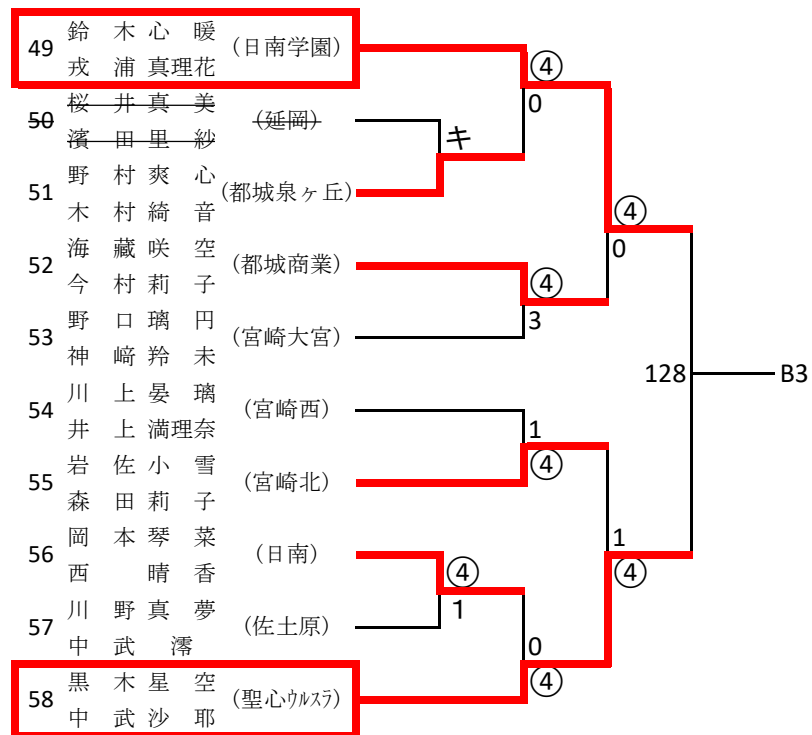 鈴木心暖
49 (日南学園)
戎浦真理花
④
0
桜井真美
50 (延岡)
濱田里紗
キ
野村爽心
51 (都城泉ヶ丘)
木村綺音
④
0
海藏咲空
52 (都城商業)
今村莉子
④
3
野口璃円
53 (宮崎大宮)
神﨑羚未
128 B3
川上晏璃
54 (宮崎西)
井上満理奈
1
④
岩佐小雪
55 (宮崎北)
森田莉子
岡本琴菜
56 (日南)
西晴香
1
④
④
1
川野真夢
57 (佐土原)
中武澪
0
④
黒木星空
58 (聖心ウルスラ)
中武沙耶